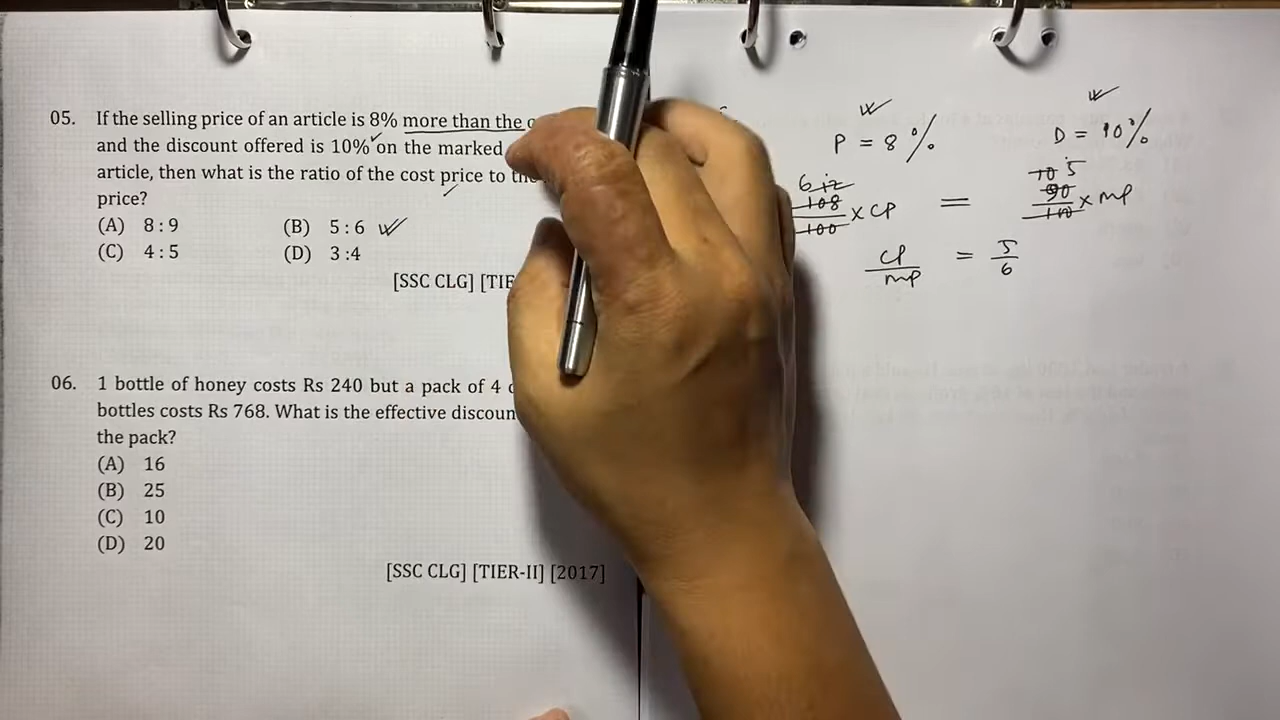 05. If the selling price of an article is 8% more than the
and the discount offered is 10% on the marked
article, then what is the ratio of the cost price to the
price?
(A) 8 : 9 (B) 5 : 6
(C) 4 : 5 (D) 3 : 4
[SSC CLG]
06. 1 bottle of honey costs Rs 240 but a pack of 4
bottles costs Rs 768. What is the effective
the pack?
(A) 16
(B) 25
(C) 10
(D) 20
[SSC CLG] [TIER-II] [2017]
P = 8% D = 10%
6 12 10 5
108/100 × CP = 90/100 × MP
CP/MP = 5/6